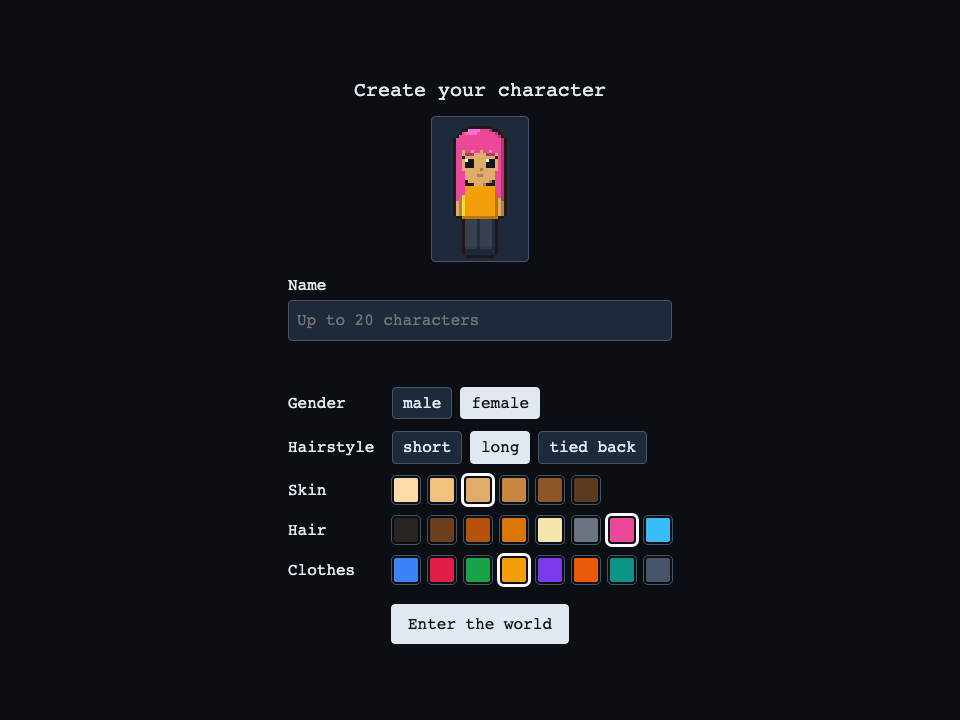 Create your character
Name
Up to 20 characters
Gender male female
Hairstyle short long tied back
Skin
Hair
Clothes
Enter the world